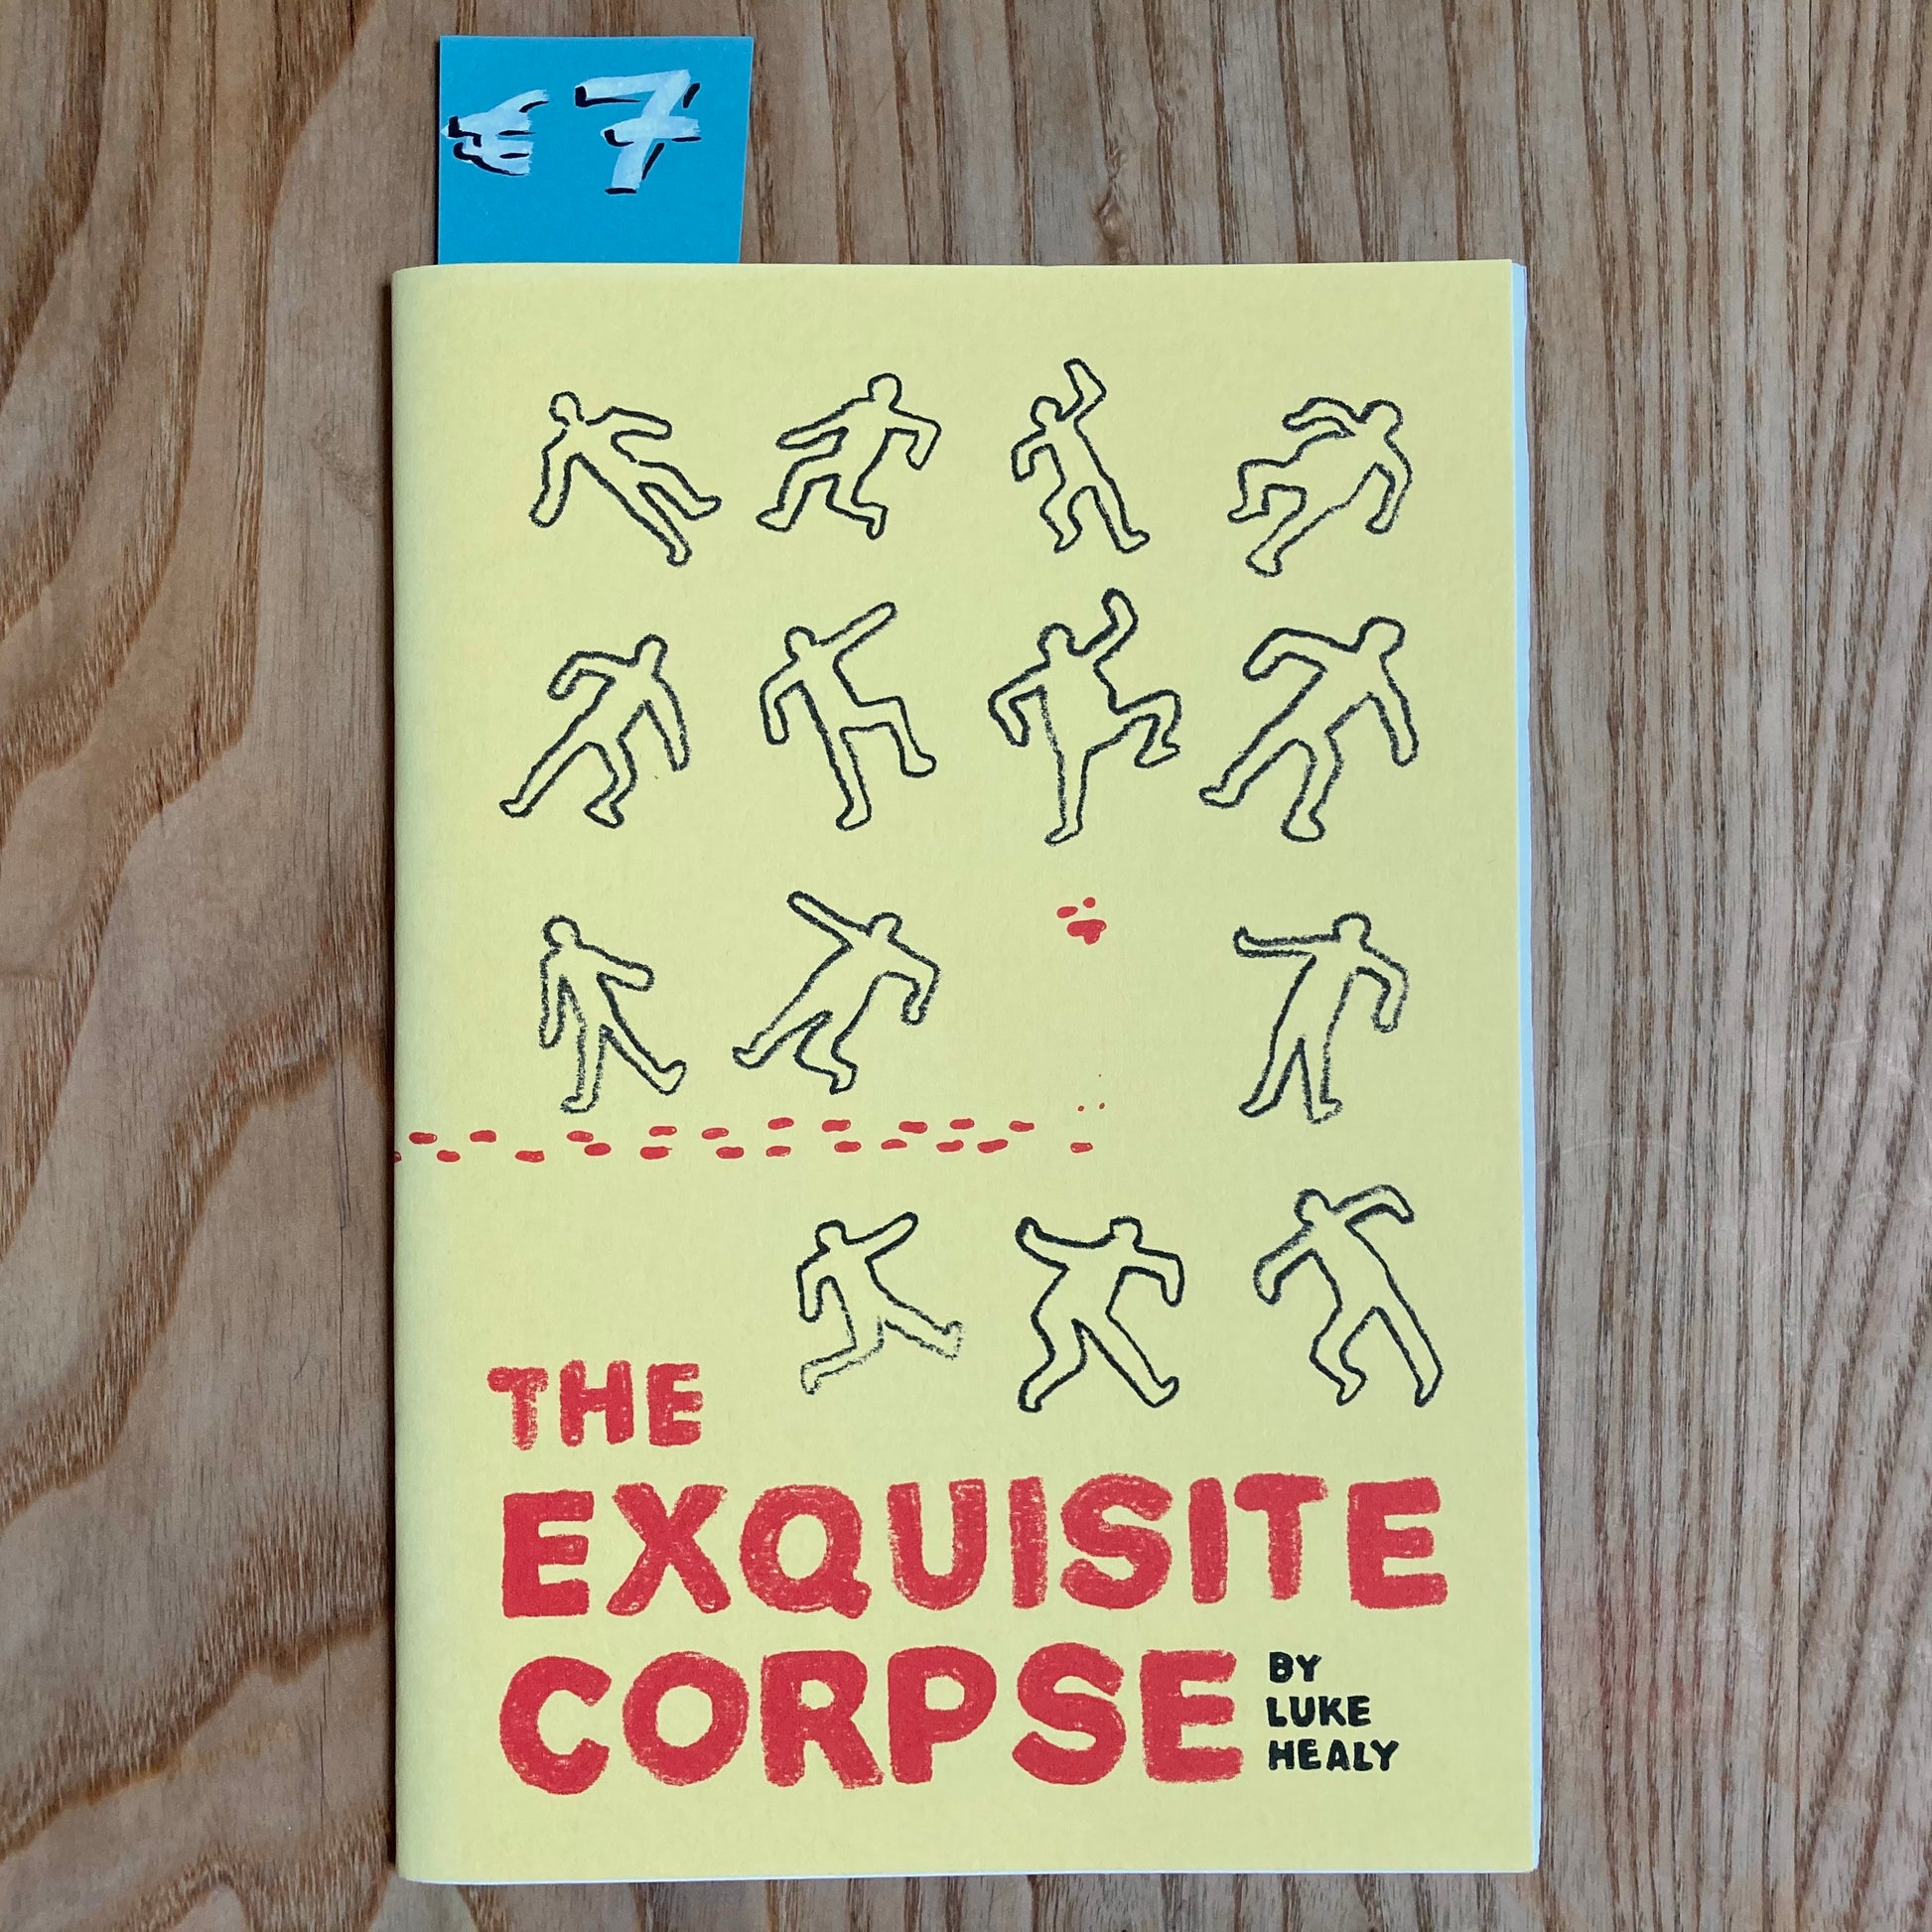 €7
THE
EXQUISITE
CORPSE
BY
LUKE
HEALY